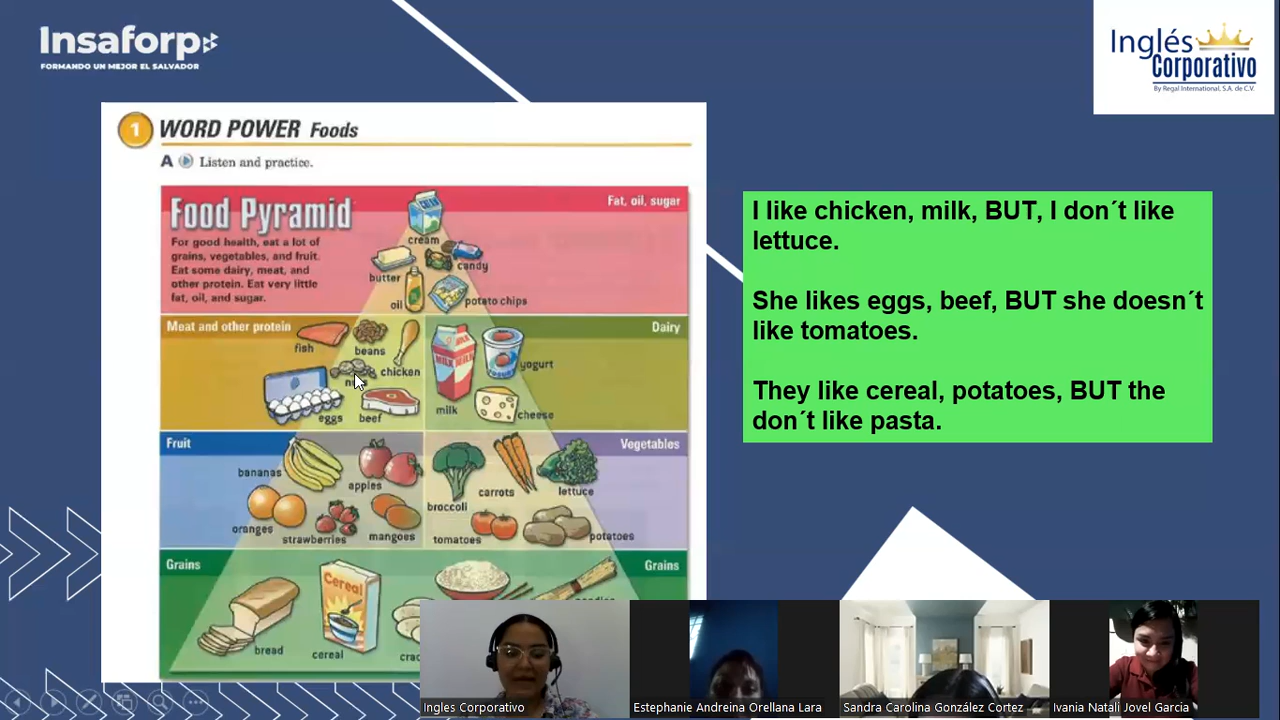 Insaforp
FORMANDO UN MEJOR EL SALVADOR
Inglés
Corporativo
By Regal International, S.A. de C.V.
1 WORD POWER Foods
A Listen and practice.
Food Pyramid
For good health, eat a lot of
grains, vegetables, and fruit.
Eat some dairy, meat, and
other protein. Eat very little
fat, oil, and sugar.
Fat, oil, sugar
CREAM
cream
butter
candy
oil
potato chips
Meat and other protein
Dairy
fish
beans
chicken
eggs
beef
MILK MILK
milk
yogurt
cheese
Fruit
Vegetables
bananas
apples
oranges
strawberries
mangoes
broccoli
carrots
lettuce
tomatoes
potatoes
Grains
Grains
Cereal
bread
cereal
I like chicken, milk, BUT, I don´t like
lettuce.
She likes eggs, beef, BUT she doesn´t
like tomatoes.
They like cereal, potatoes, BUT the
don´t like pasta.
Ingles Corporativo
Estephanie Andreina Orellana Lara
Sandra Carolina González Cortez
Ivania Natali Jovel Garcia